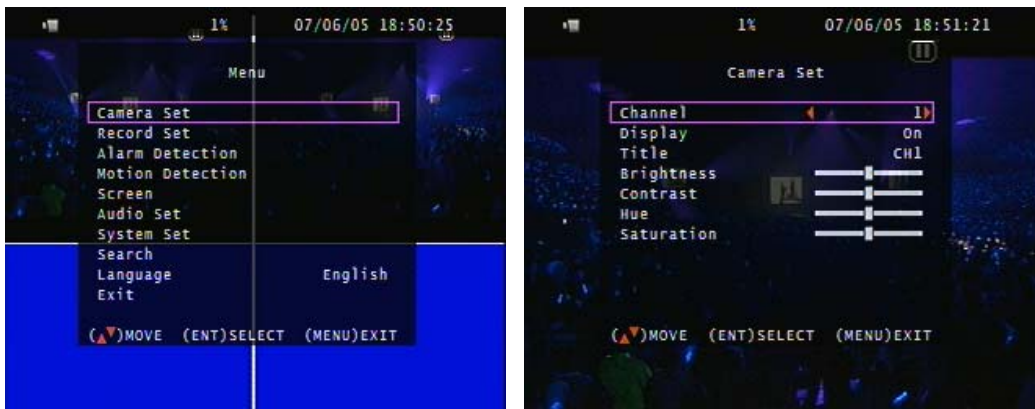 1% 07/06/05 18:50:25
Menu
Camera Set
Record Set
Alarm Detection
Motion Detection
Screen
Audio Set
System Set
Search
Language English
Exit
(▲▼)MOVE (ENT)SELECT (MENU)EXIT
1% 07/06/05 18:51:21
Camera Set
Channel 1
Display On
Title CH1
Brightness
Contrast
Hue
Saturation
(▲▼)MOVE (ENT)SELECT (MENU)EXIT